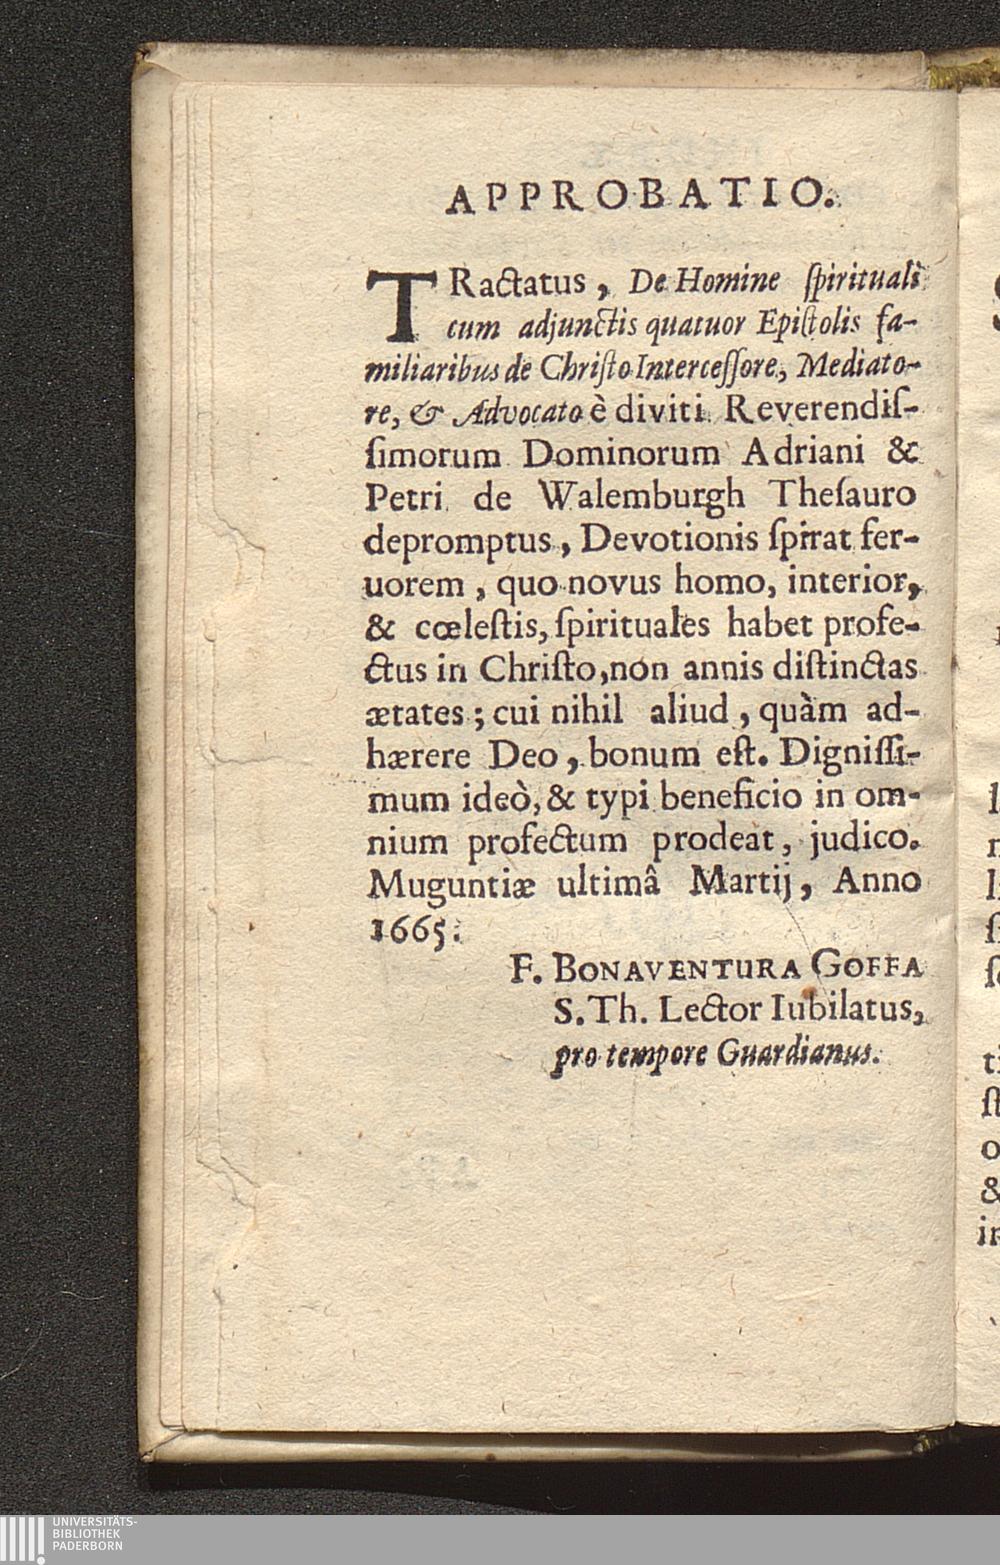 APPROBATIO.
TRactatus, De Homine ſpirituali
cum adjunctis quatuor Epiſtolis fa-
miliaribus de Chriſto Interceſſore, Mediato-
re, & Advocato è diviti Reverendiſ-
ſimorum Dominorum Adriani &
Petri de Walemburgh Theſauro
depromptus, Devotionis ſpirat fer-
uorem, quo novus homo, interior,
& cœleſtis, ſpirituales habet profe-
ctus in Chriſto, non annis diſtinctas
ætates; cui nihil aliud, quàm ad-
hærere Deo, bonum eſt. Digniſſi-
mum ideò, & typi beneficio in om-
nium profectum prodeat, judico.
Muguntiæ ultimâ Martij, Anno
1665.
F. BONAVENTURA GOFFA
S. Th. Lector Iubilatus,
pro tempore Guardianus.
UNIVERSITÄTS-
BIBLIOTHEK
PADERBORN